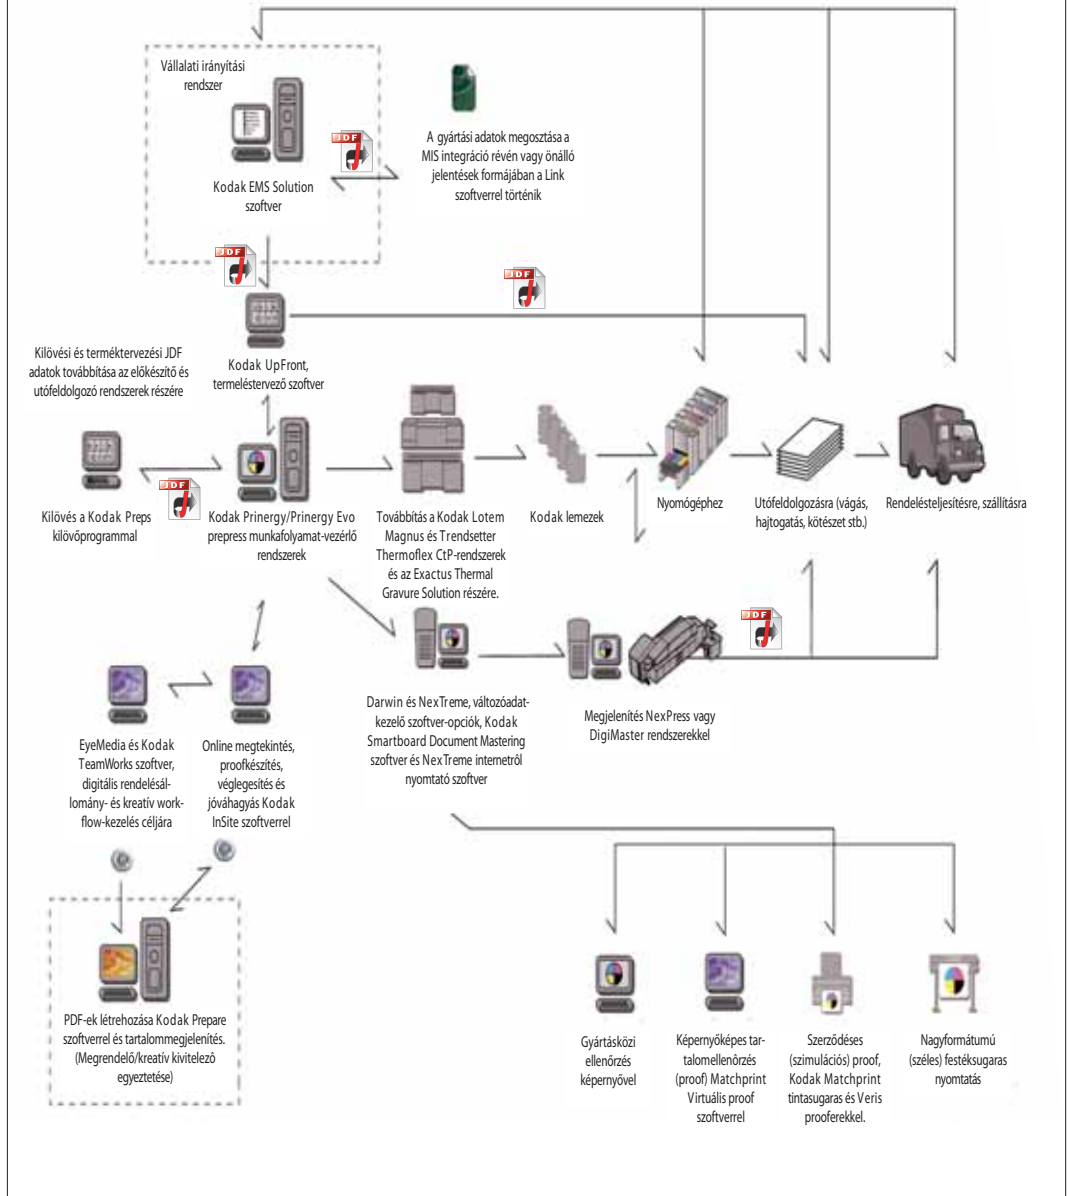 Vállalati irányítási
rendszer
JDF
A gyártási adatok megosztása a
MIS integráció révén vagy önálló
jelentések formájában a Link
szoftverrel történik
Kodak EMS Solution
szoftver
JDF
JDF
Kilövési és terméktervezési JDF
adatok továbbítása az előkészítő és
utófeldolgozó rendszerek részére
Kodak UpFront,
termeléstervező szoftver
JDF
Kilövés a Kodak Preps
kilövőprogrammal
Kodak Prinergy/Prinergy Evo
prepress munkafolyamat-vezérlő
rendszerek
Továbbítás a Kodak Lotem
Magnus és Trendsetter
Thermoflex CtP-rendszerek
és az Exactus Thermal
Gravure Solution részére.
Kodak lemezek
Nyomógéphez
Utófeldolgozásra (vágás,
hajtogatás, kötészet stb.)
Rendelésteljesítésre, szállításra
JDF
EyeMedia és Kodak
TeamWorks szoftver,
digitális rendelésál-
lomány- és kreatív work-
flow-kezelés céljára
Online megtekintés,
proofkészítés,
véglegesítés és
jóváhagyás Kodak
InSite szoftverrel
Darwin és NexTreme, változóadat-
kezelő szoftver-opciók, Kodak
Smartboard Document Mastering
szoftver és NexTreme internetről
nyomtató szoftver
Megjelenítés NexPress vagy
DigiMaster rendszerekkel
PDF-ek létrehozása Kodak Prepare
szoftverrel és tartalommegjelenítés.
(Megrendelő/kreatív kivitelezô
egyeztetése)
Gyártásközi
ellenőrzés
képernyővel
Képernyőképes tar-
talomellenôrzés
(proof) Matchprint
Virtuális proof
szoftverrel
Szerződéses
(szimulációs) proof,
Kodak Matchprint
tintasugaras és Veris
prooferekkel.
Nagyformátumú
(széles) festéksugaras
nyomtatás